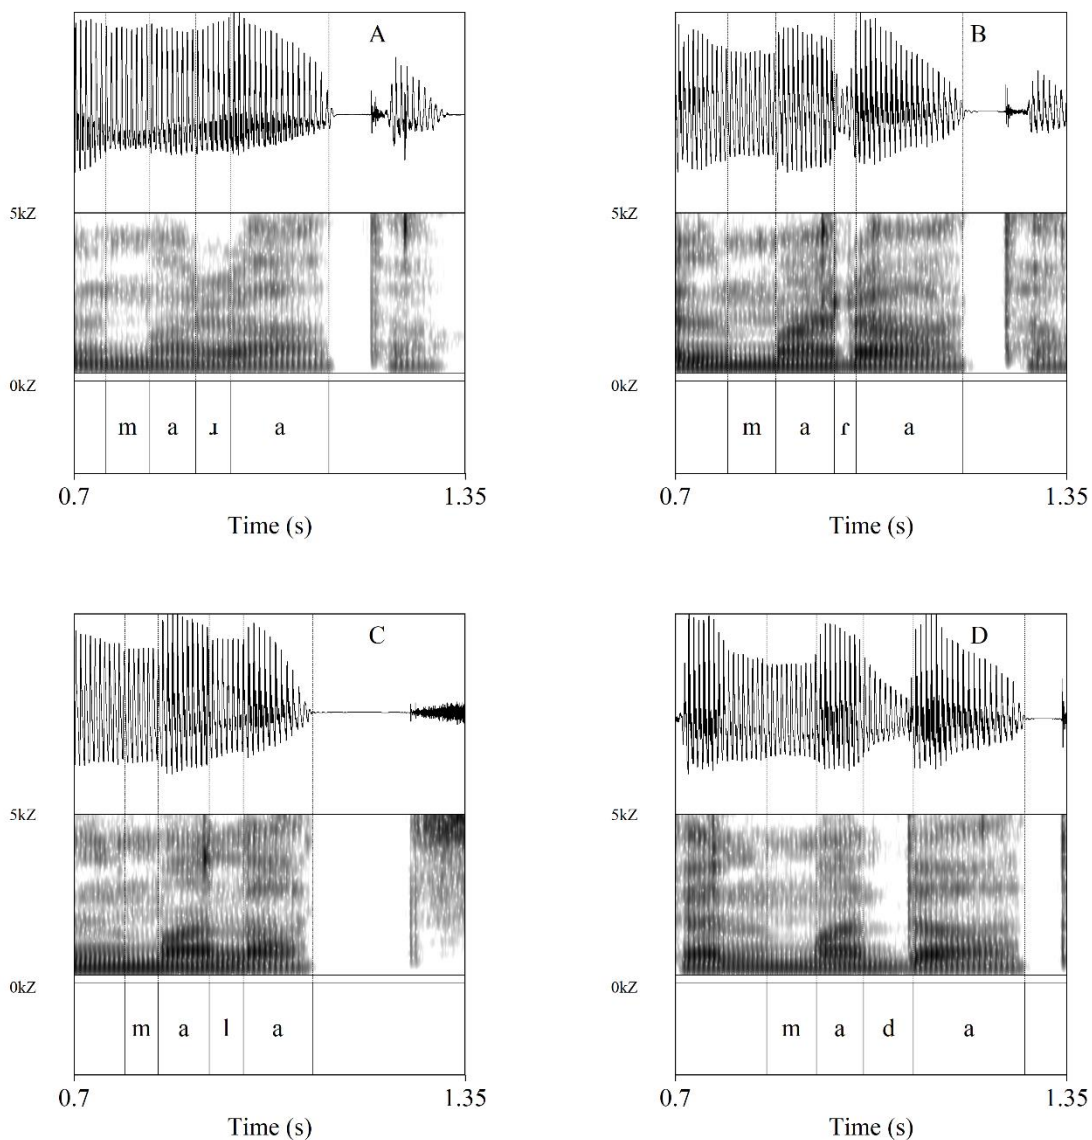 A
5kZ
0kZ
m a ɹ a
0.7 1.35
Time (s)
B
5kZ
0kZ
m a ɾ a
0.7 1.35
Time (s)
C
5kZ
0kZ
m a l a
0.7 1.35
Time (s)
D
5kZ
0kZ
m a d a
0.7 1.35
Time (s)